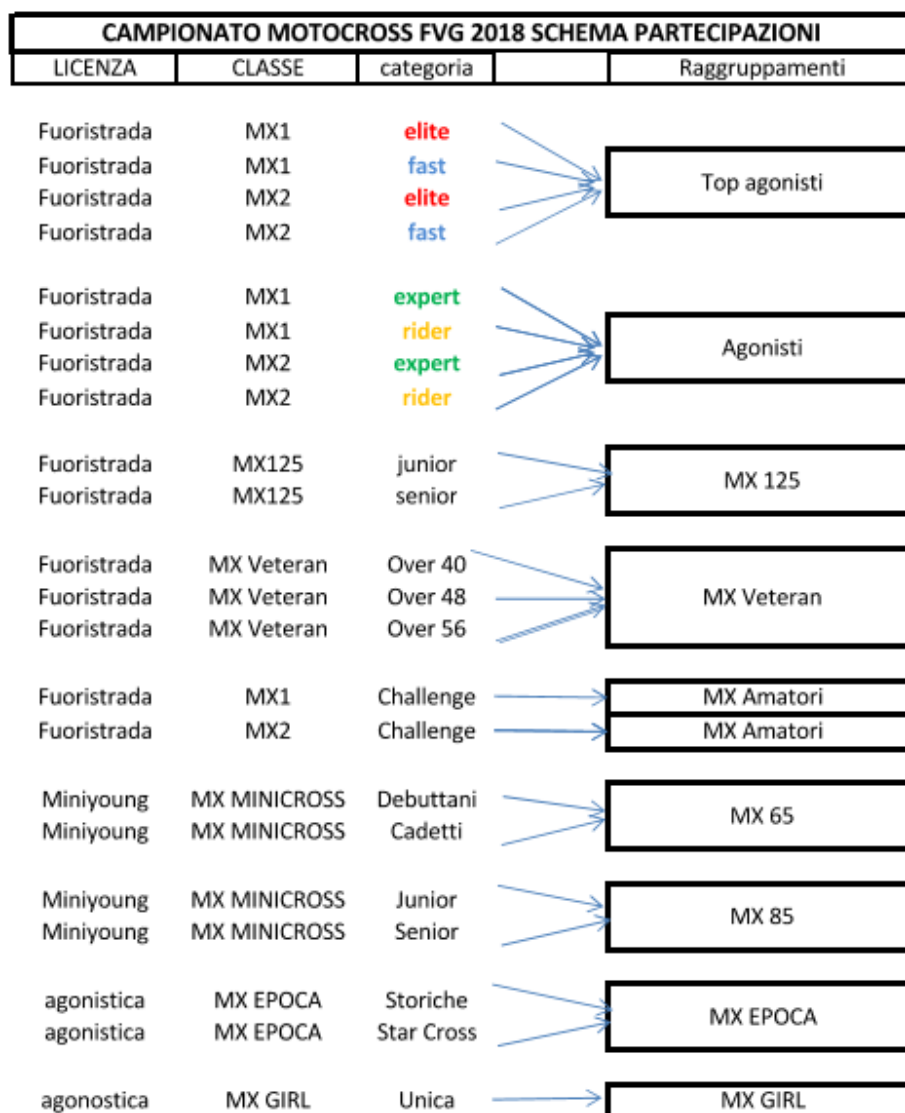 CAMPIONATO MOTOCROSS FVG 2018 SCHEMA PARTECIPAZIONI
LICENZA CLASSE categoria Raggruppamenti
Fuoristrada MX1 elite
Fuoristrada MX1 fast
Top agonisti
Fuoristrada MX2 elite
Fuoristrada MX2 fast
Fuoristrada MX1 expert
Fuoristrada MX1 rider
Agonisti
Fuoristrada MX2 expert
Fuoristrada MX2 rider
Fuoristrada MX125 junior
MX 125
Fuoristrada MX125 senior
Fuoristrada MX Veteran Over 40
Fuoristrada MX Veteran Over 48 MX Veteran
Fuoristrada MX Veteran Over 56
Fuoristrada MX1 Challenge MX Amatori
Fuoristrada MX2 Challenge MX Amatori
Miniyoung MX MINICROSS Debuttani
MX 65
Miniyoung MX MINICROSS Cadetti
Miniyoung MX MINICROSS Junior
MX 85
Miniyoung MX MINICROSS Senior
agonistica MX EPOCA Storiche
MX EPOCA
agonistica MX EPOCA Star Cross
agonostica MX GIRL Unica MX GIRL